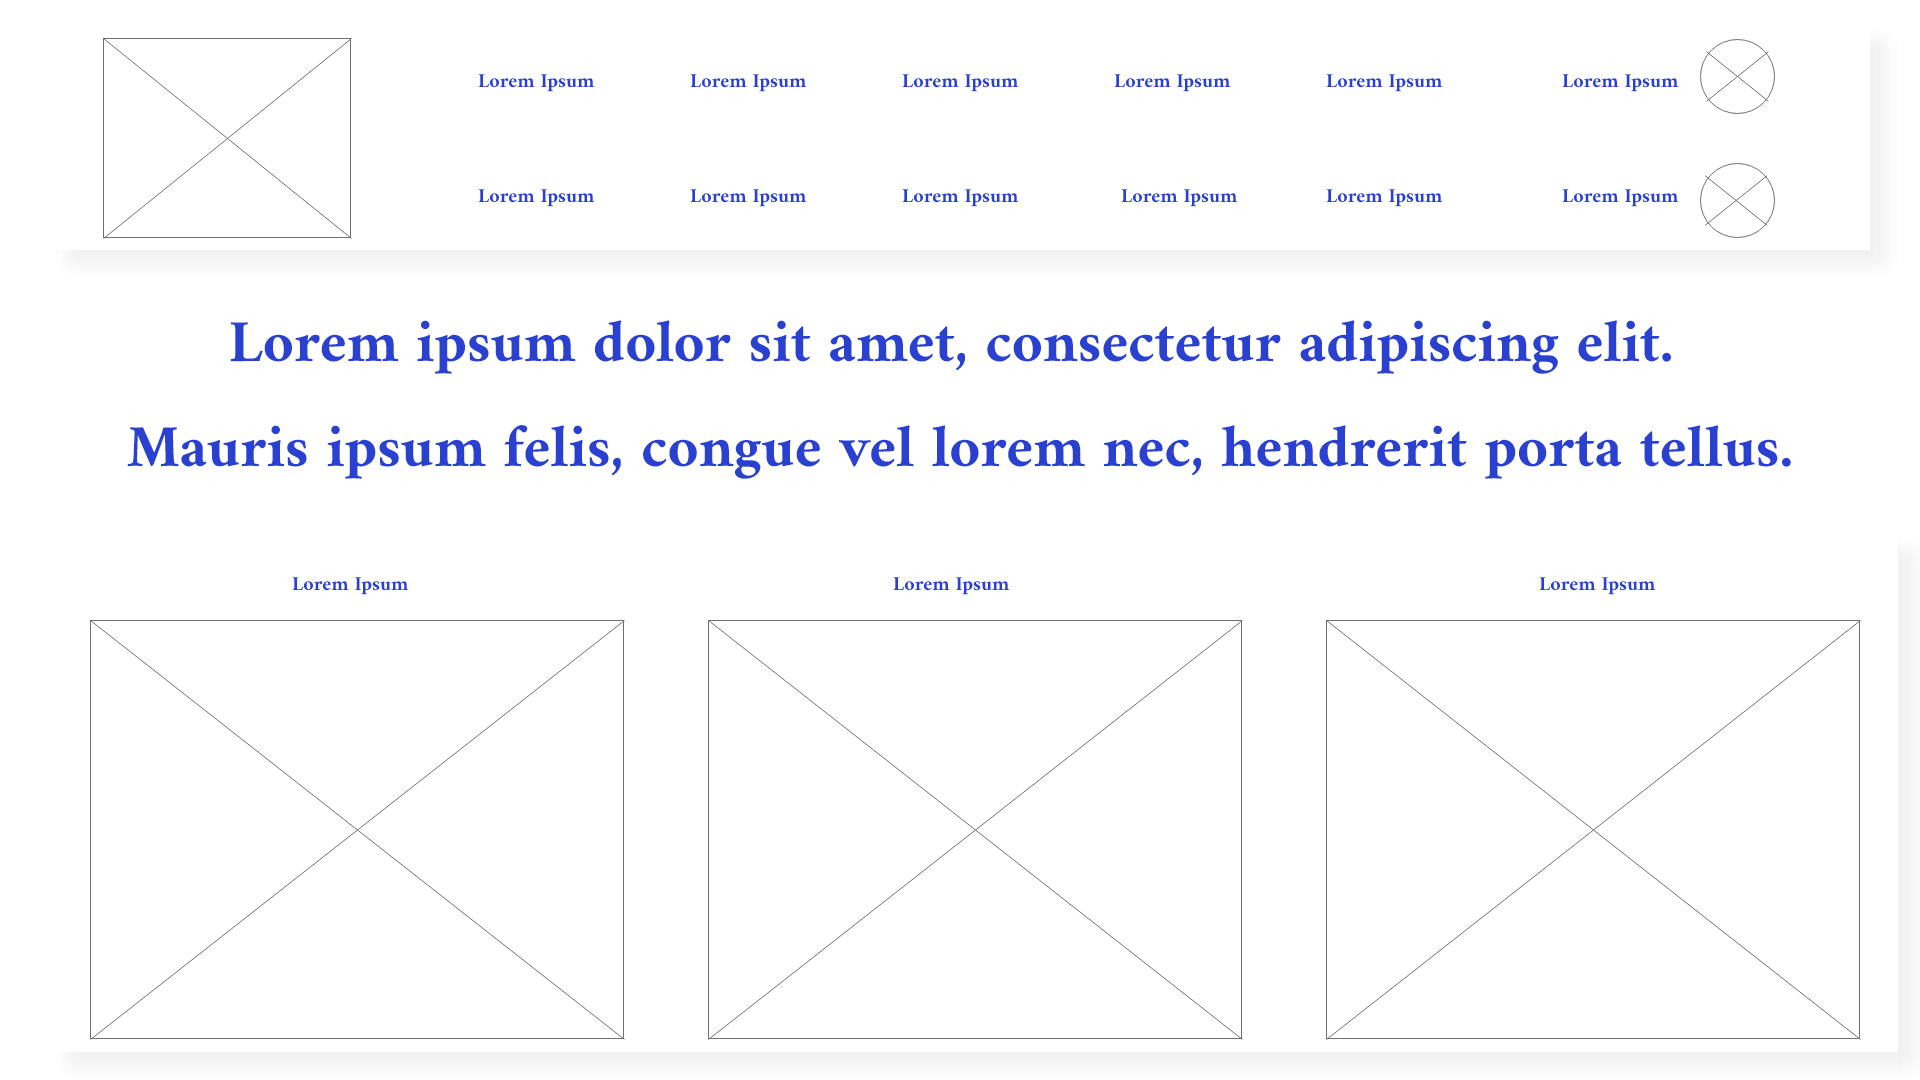 Lorem Ipsum Lorem Ipsum Lorem Ipsum Lorem Ipsum Lorem Ipsum Lorem Ipsum
Lorem Ipsum Lorem Ipsum Lorem Ipsum Lorem Ipsum Lorem Ipsum Lorem Ipsum
Lorem ipsum dolor sit amet, consectetur adipiscing elit.
Mauris ipsum felis, congue vel lorem nec, hendrerit porta tellus.
Lorem Ipsum Lorem Ipsum Lorem Ipsum